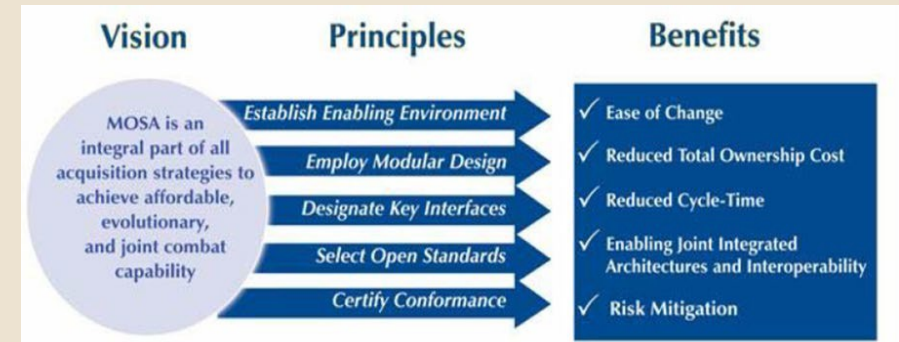 Vision
Principles
Benefits
MOSA is an
integral part of all
acquisition strategies to
achieve affordable,
evolutionary,
and joint combat
capability
Establish Enabling Environment
Employ Modular Design
Designate Key Interfaces
Select Open Standards
Certify Conformance
✓ Ease of Change
✓ Reduced Total Ownership Cost
✓ Reduced Cycle-Time
✓ Enabling Joint Integrated
Architectures and Interoperability
✓ Risk Mitigation